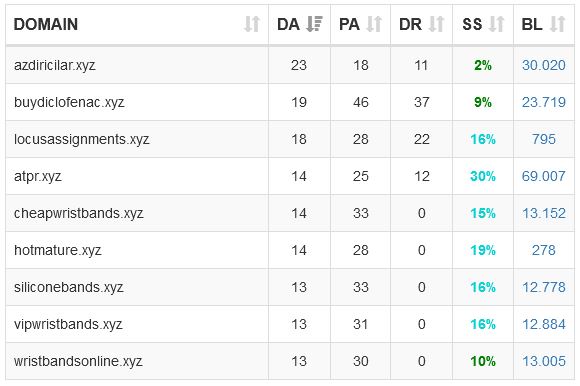 DOMAIN DA PA DR SS BL
azdiricilar.xyz 23 18 11 2% 30.020
buydiclofenac.xyz 19 46 37 9% 23.719
locusassignments.xyz 18 28 22 16% 795
atpr.xyz 14 25 12 30% 69.007
cheapwristbands.xyz 14 33 0 15% 13.152
hotmature.xyz 14 28 0 19% 278
siliconebands.xyz 13 33 0 16% 12.778
vipwristbands.xyz 13 31 0 16% 12.884
wristbandsonline.xyz 13 30 0 10% 13.005